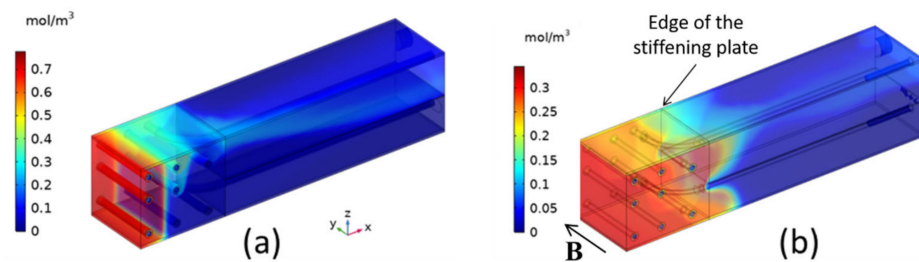 mol/m³
0.7
0.6
0.5
0.4
0.3
0.2
0.1
0
(a)
z
y
x
Edge of the
stiffening plate
mol/m³
0.3
0.25
0.2
0.15
0.1
0.05
0
B
(b)